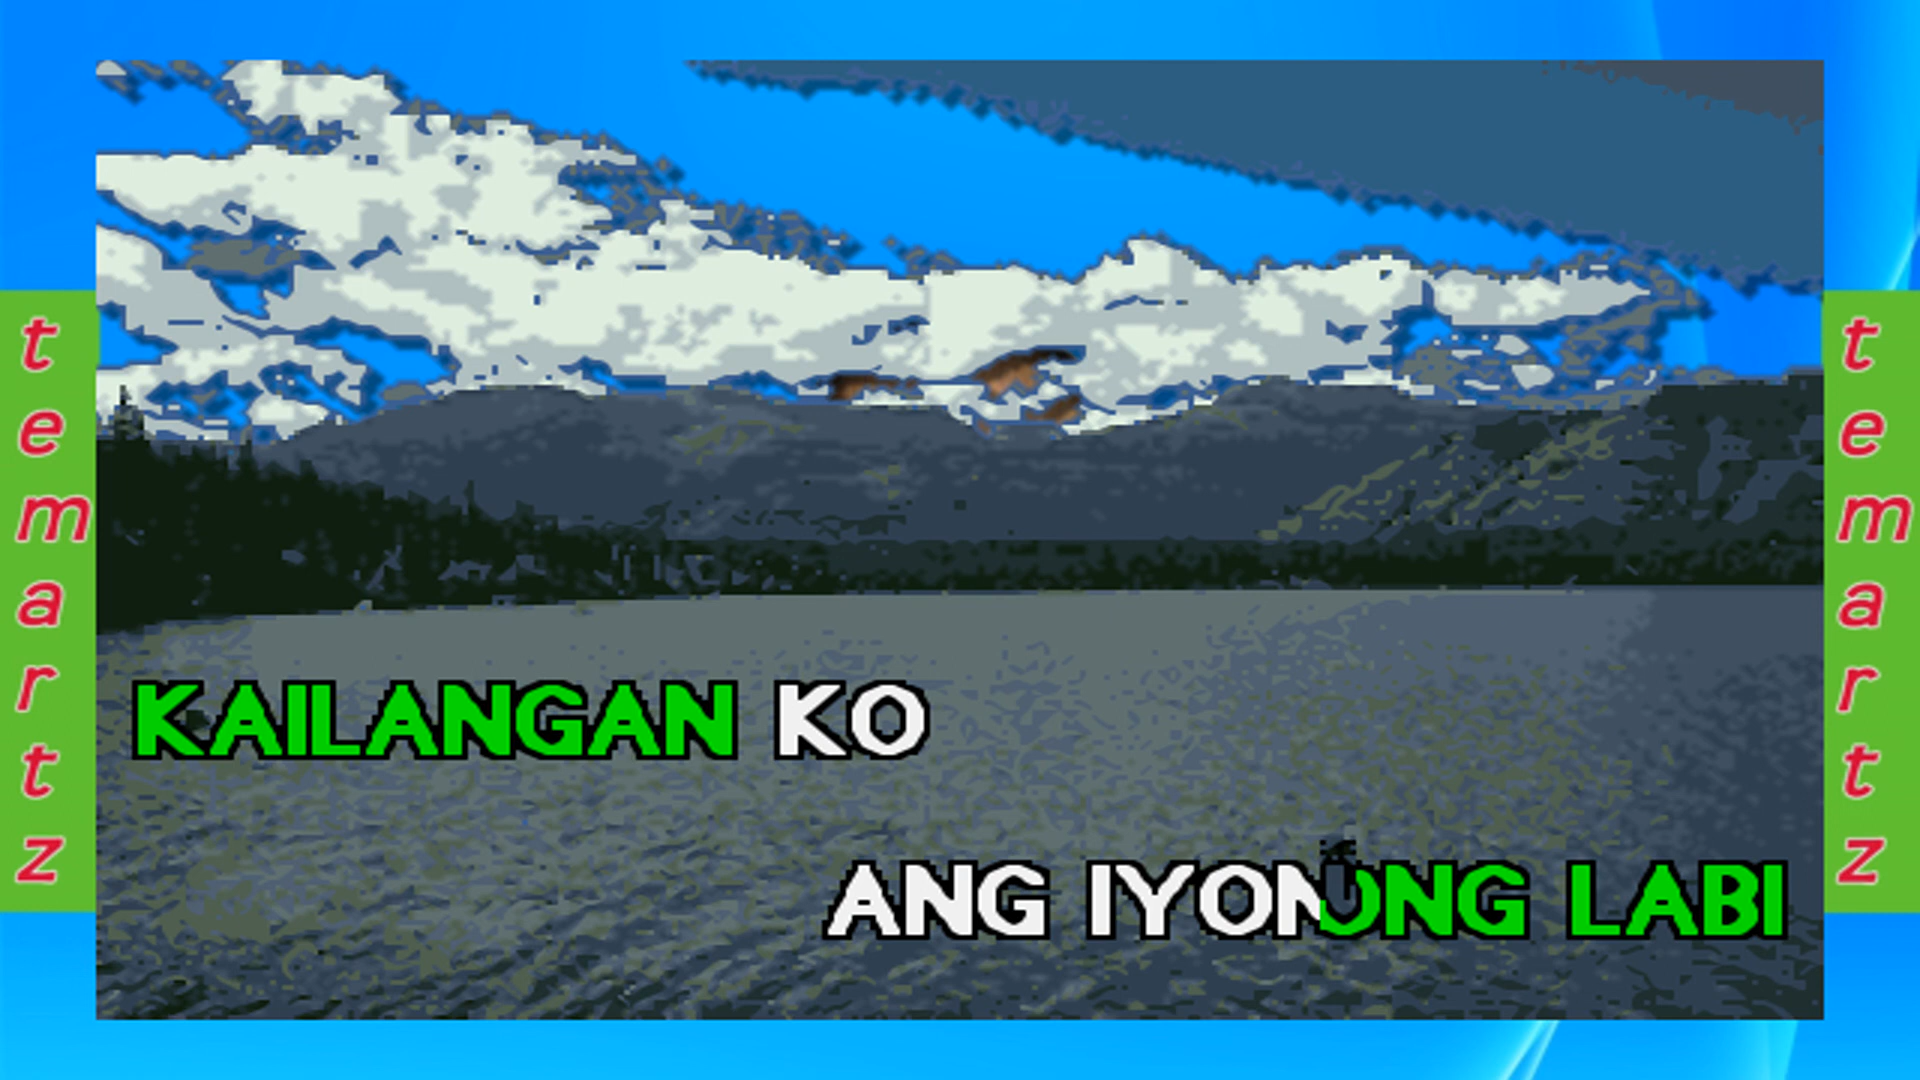 temartz
KAILANGAN KO
ANG IYONG LABI
temartz